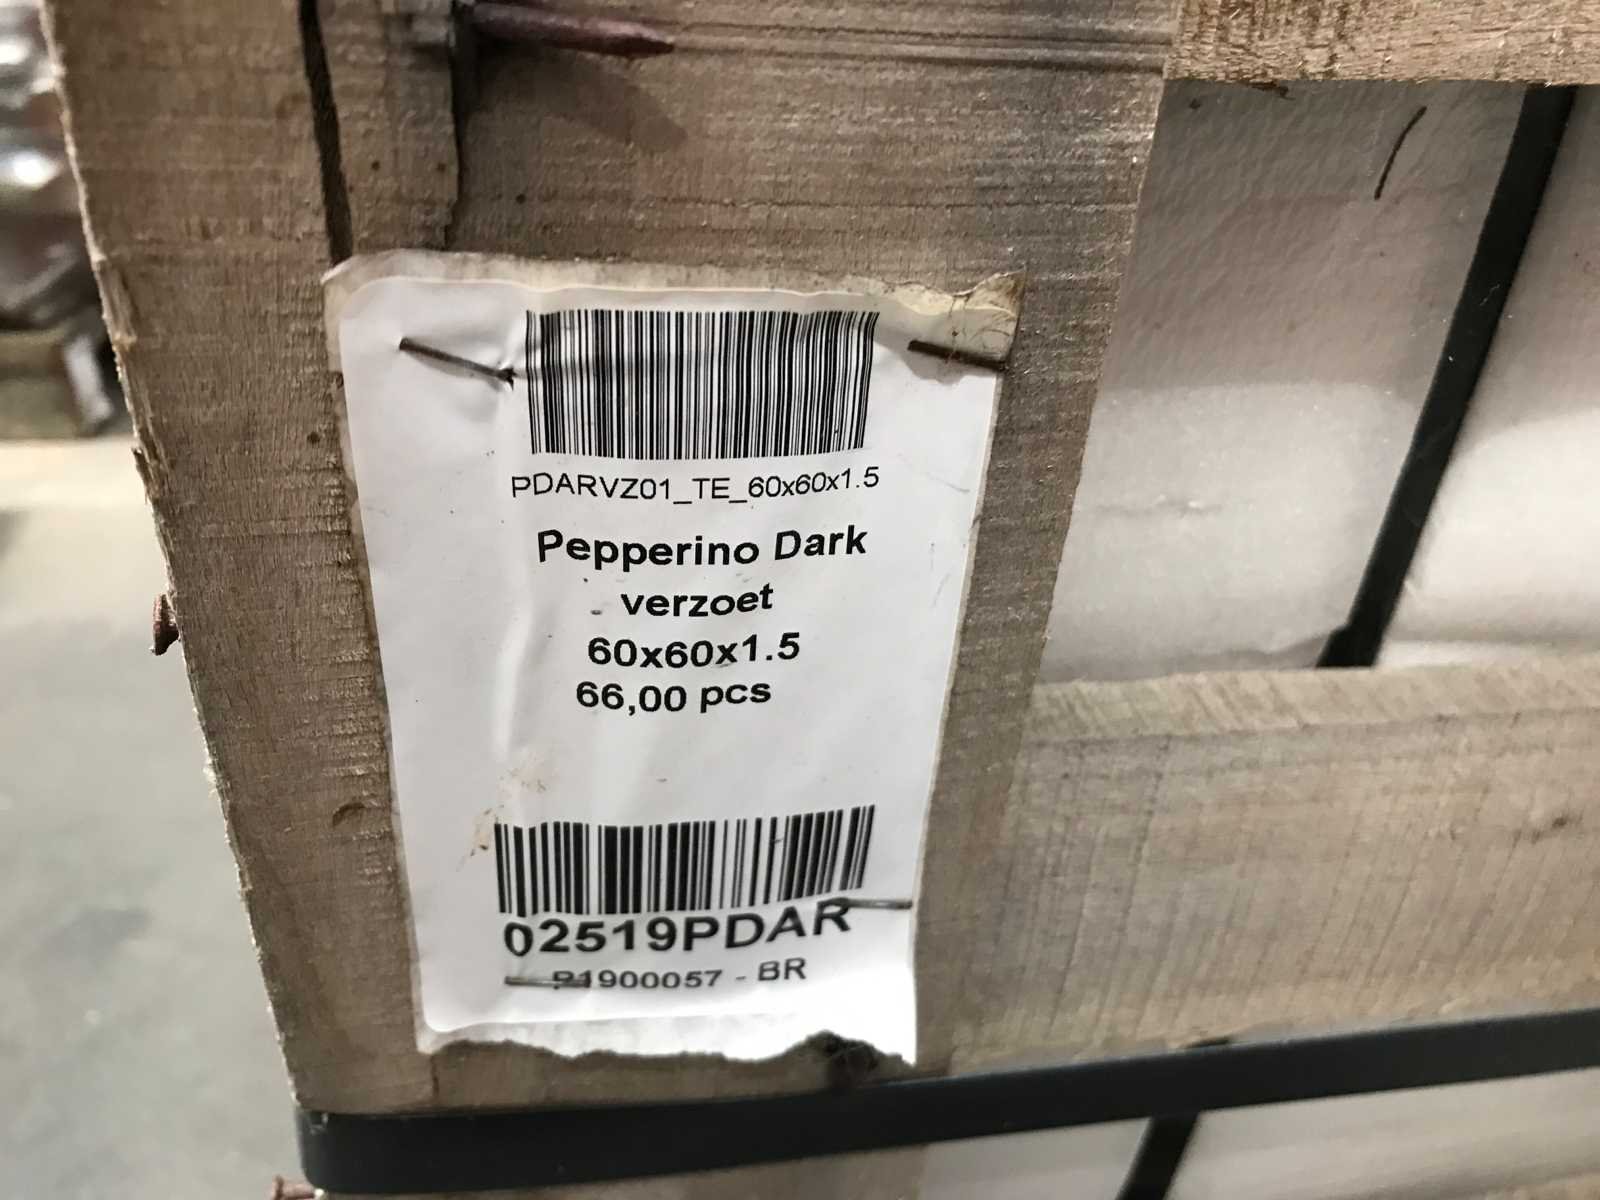 PDARVZ01_TE_60x60x1.5
Pepperino Dark
verzoet
60x60x1.5
66,00 pcs
02519PDAR
P1900057 - BR